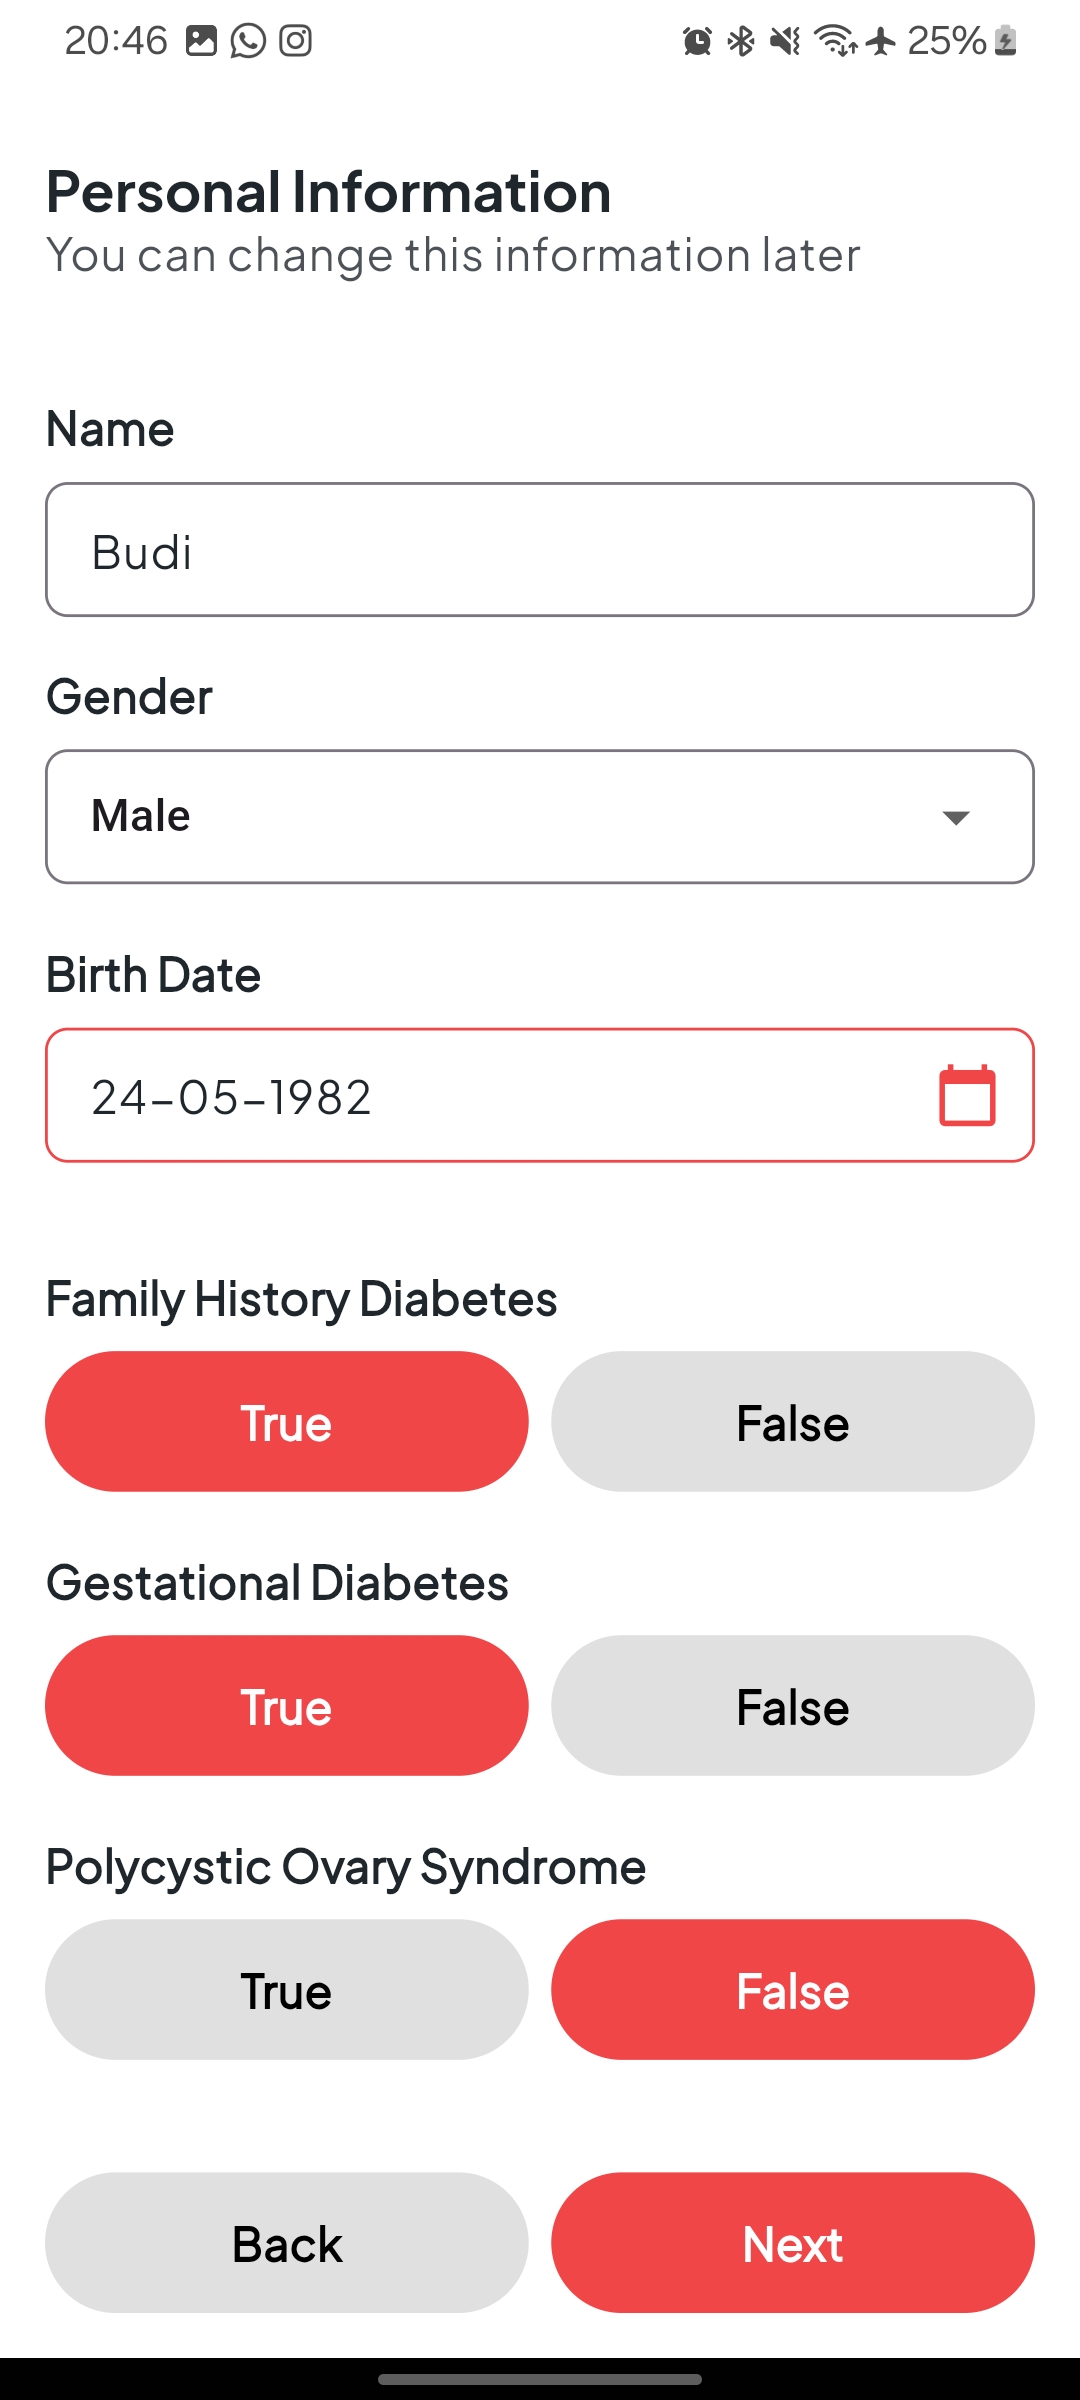 20:46 25%
Personal Information
You can change this information later
Name
Budi
Gender
Male
Birth Date
24-05-1982
Family History Diabetes
True False
Gestational Diabetes
True False
Polycystic Ovary Syndrome
True False
Back Next